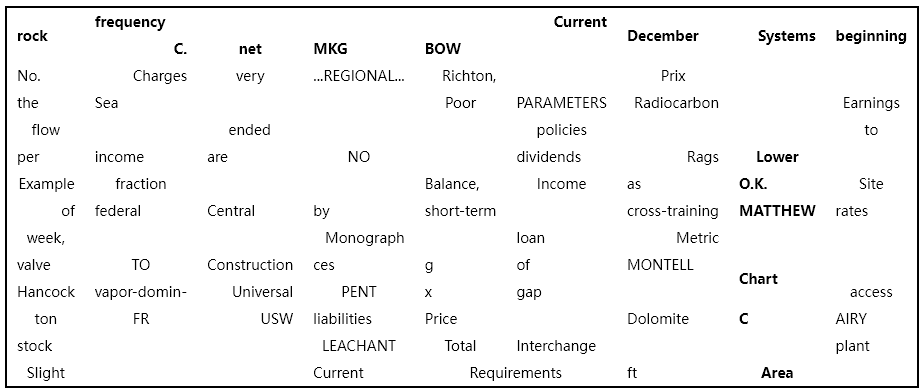 rock frequency Current December Systems beginning
C. net MKG BOW
No. Charges very ...REGIONAL... Richton, Prix
the Sea Poor PARAMETERS Radiocarbon Earnings
flow ended policies to
per income are NO dividends Rags Lower
Example fraction Balance, Income as O.K. Site
of federal Central by short-term cross-training MATTHEW rates
week, Monograph loan Metric
valve TO Construction ces g of MONTELL Chart
Hancock vapor-domin- Universal PENT x gap access
ton FR USW liabilities Price Dolomite C AIRY
stock LEACHANT Total Interchange plant
Slight Current Requirements ft Area